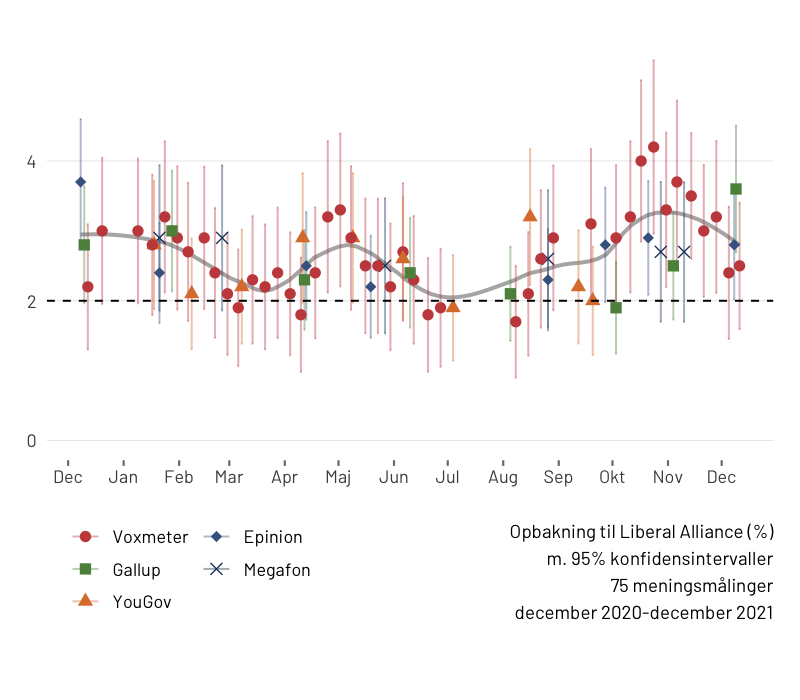 4
2
0
Dec Jan Feb Mar Apr Maj Jun Jul Aug Sep Okt Nov Dec
Voxmeter Epinion
Gallup Megafon
YouGov
Opbakning til Liberal Alliance (%)
m. 95% konfidensintervaller
75 meningsmålinger
december 2020-december 2021